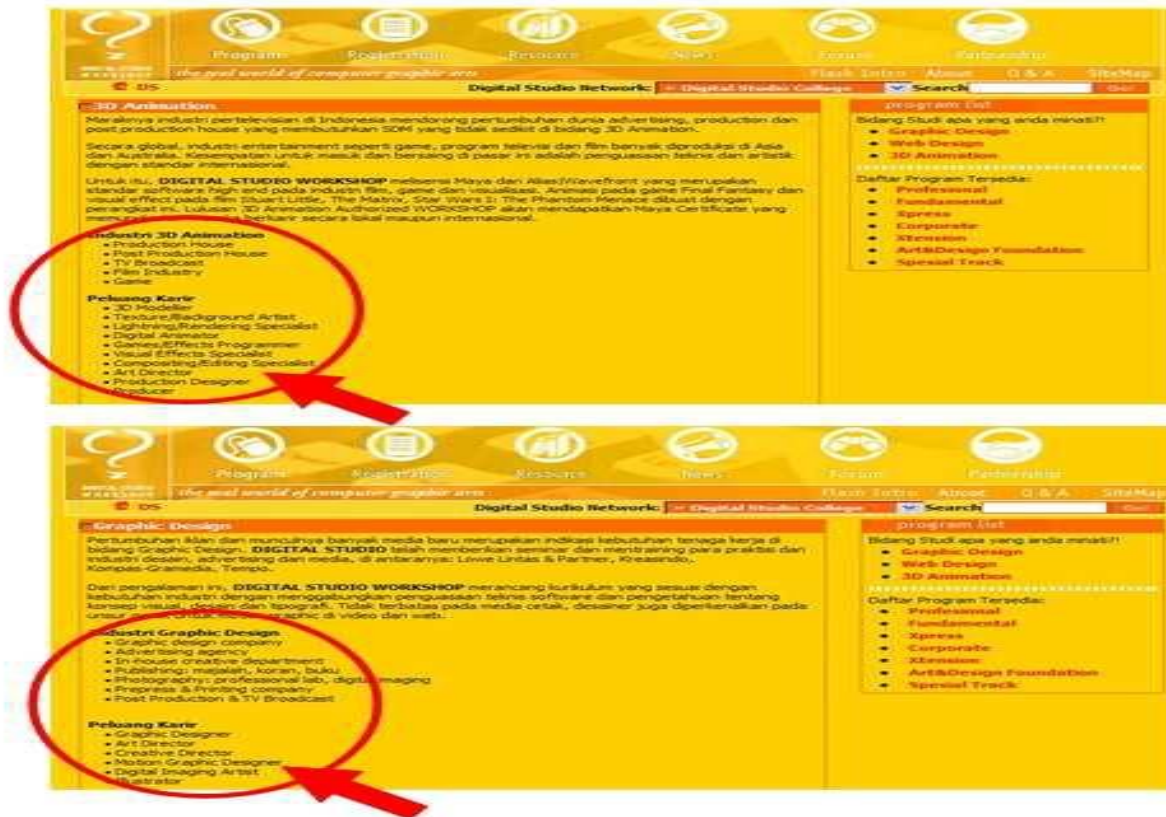 Program
Registration
Resource
News
Forum
Partnership
the real world of computer graphic arts
Flash Intro About Q & A SiteMap
DS
Digital Studio Network: Digital Studio College
Search
Go!
3D Animation
Maraknya industri pertelevisian di Indonesia mendorong pertumbuhan dunia advertising, production dan
post production house yang membutuhkan SDM yang tidak sedikit di bidang 3D Animation.
Secara global, industri entertainment seperti game, program televisi dan film banyak diproduksi di Asia
dan Australia. Kesempatan untuk masuk dan bersaing di pasar ini adalah penguasaan teknis dan artistik
dengan standar internasional.
Untuk itu, DIGITAL STUDIO WORKSHOP melisensi Maya dari Alias/Wavefront yang merupakan
standar software high end pada industri film, game dan visualisasi. Animasi pada game Final Fantasy dan
visual effect pada film Stuart Little, The Matrix, Star Wars I: The Phantom Menace dibuat dengan
perangkat ini. Lulusan 3D Animation Authorized WORKSHOP akan mendapatkan Maya Certificate yang
berkarir secara lokal maupun internasional.
Industri 3D Animation
Production House
Post Production House
TV Broadcast
Film Industry
Game
Peluang Karir
3D Modeller
Texture/Background Artist
Lightning/Rendering Specialist
Digital Animator
Games/Effects Programmer
Visual Effects Specialist
Compositing/Editing Specialist
Art Director
Production Designer
Producer
program list
Bidang Studi apa yang anda minati?!
Graphic Design
Web Design
3D Animation
Daftar Program Tersedia:
Profesional
Fundamental
Xpress
Corporate
Xtension
Art&Design Foundation
Spesial Track
Program
Registration
Resource
News
Forum
Partnership
the real world of computer graphic arts
Flash Intro About Q & A SiteMap
DS
Digital Studio Network: Digital Studio College
Search
Go!
Graphic Design
Pertumbuhan iklan dan munculnya banyak media baru merupakan indikasi kebutuhan tenaga kerja di
bidang Graphic Design. DIGITAL STUDIO telah memberikan seminar dan mentraining para praktisi dan
industri desain, advertising dan media, di antaranya: Lowe Lintas & Partner, Kreasindo,
Kompas-Gramedia, Tempo.
Dari pengalaman ini, DIGITAL STUDIO WORKSHOP merancang kurikulum yang sesuai dengan
kebutuhan industri dengan menggabungkan penguasaan teknis software dan pengetahuan tentang
konsep visual, desain dan tipografi. Tidak terbatas pada media cetak, desainer juga diperkenalkan pada
graphic di video dan web.
Industri Graphic Design
Graphic design company
Advertising agency
In-house creative department
Publishing: majalah, koran, buku
Photography: professional lab, digital imaging
Prepress & Printing company
Post Production & TV Broadcast
Peluang Karir
Graphic Designer
Art Director
Creative Director
Motion Graphic Designer
Digital Imaging Artist
Illustrator
program list
Bidang Studi apa yang anda minati?!
Graphic Design
Web Design
3D Animation
Daftar Program Tersedia:
Profesional
Fundamental
Xpress
Corporate
Xtension
Art&Design Foundation
Spesial Track